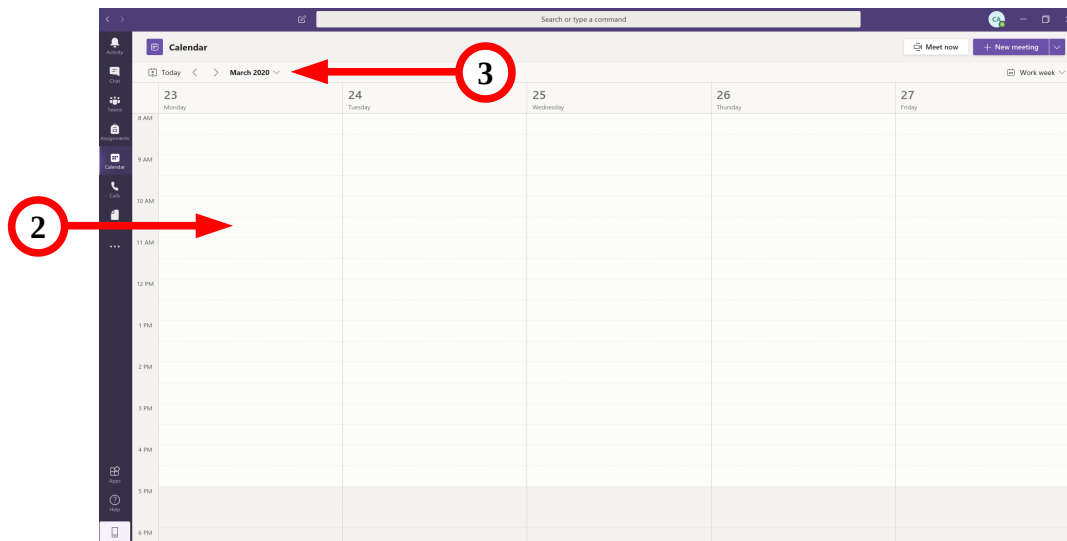 Search or type a command
CA
Activity
Calendar
Meet now
+ New meeting
Chat
Today
March 2020
3
Work week
Teams
23
24
25
26
27
Monday
Tuesday
Wednesday
Thursday
Friday
8 AM
Assignments
Calendar
9 AM
Calls
10 AM
2
11 AM
12 PM
1 PM
2 PM
3 PM
4 PM
Apps
5 PM
Help
6 PM